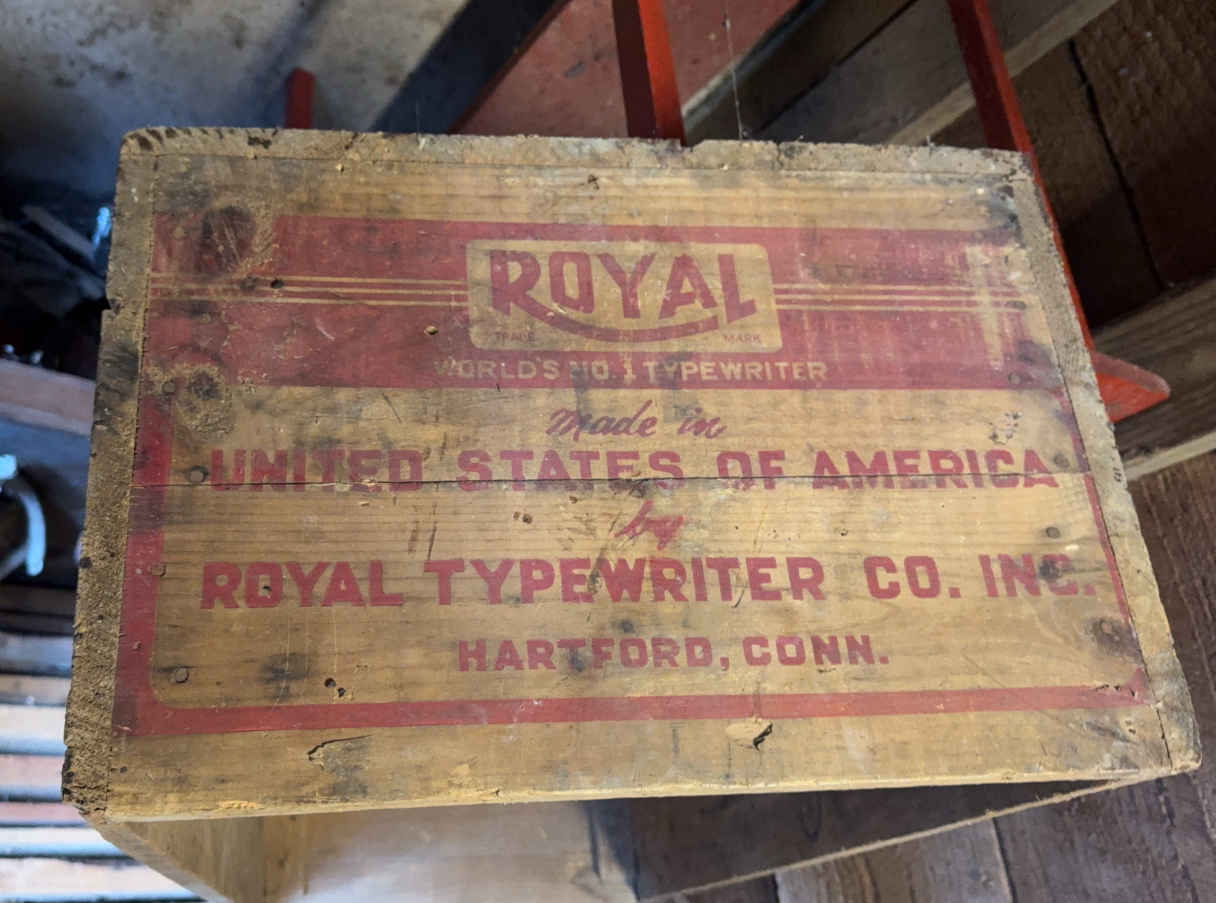 ROYAL
TRADE MARK
WORLD'S NO. 1 TYPEWRITER
made in
UNITED STATES OF AMERICA
by
ROYAL TYPEWRITER CO. INC.
HARTFORD, CONN.